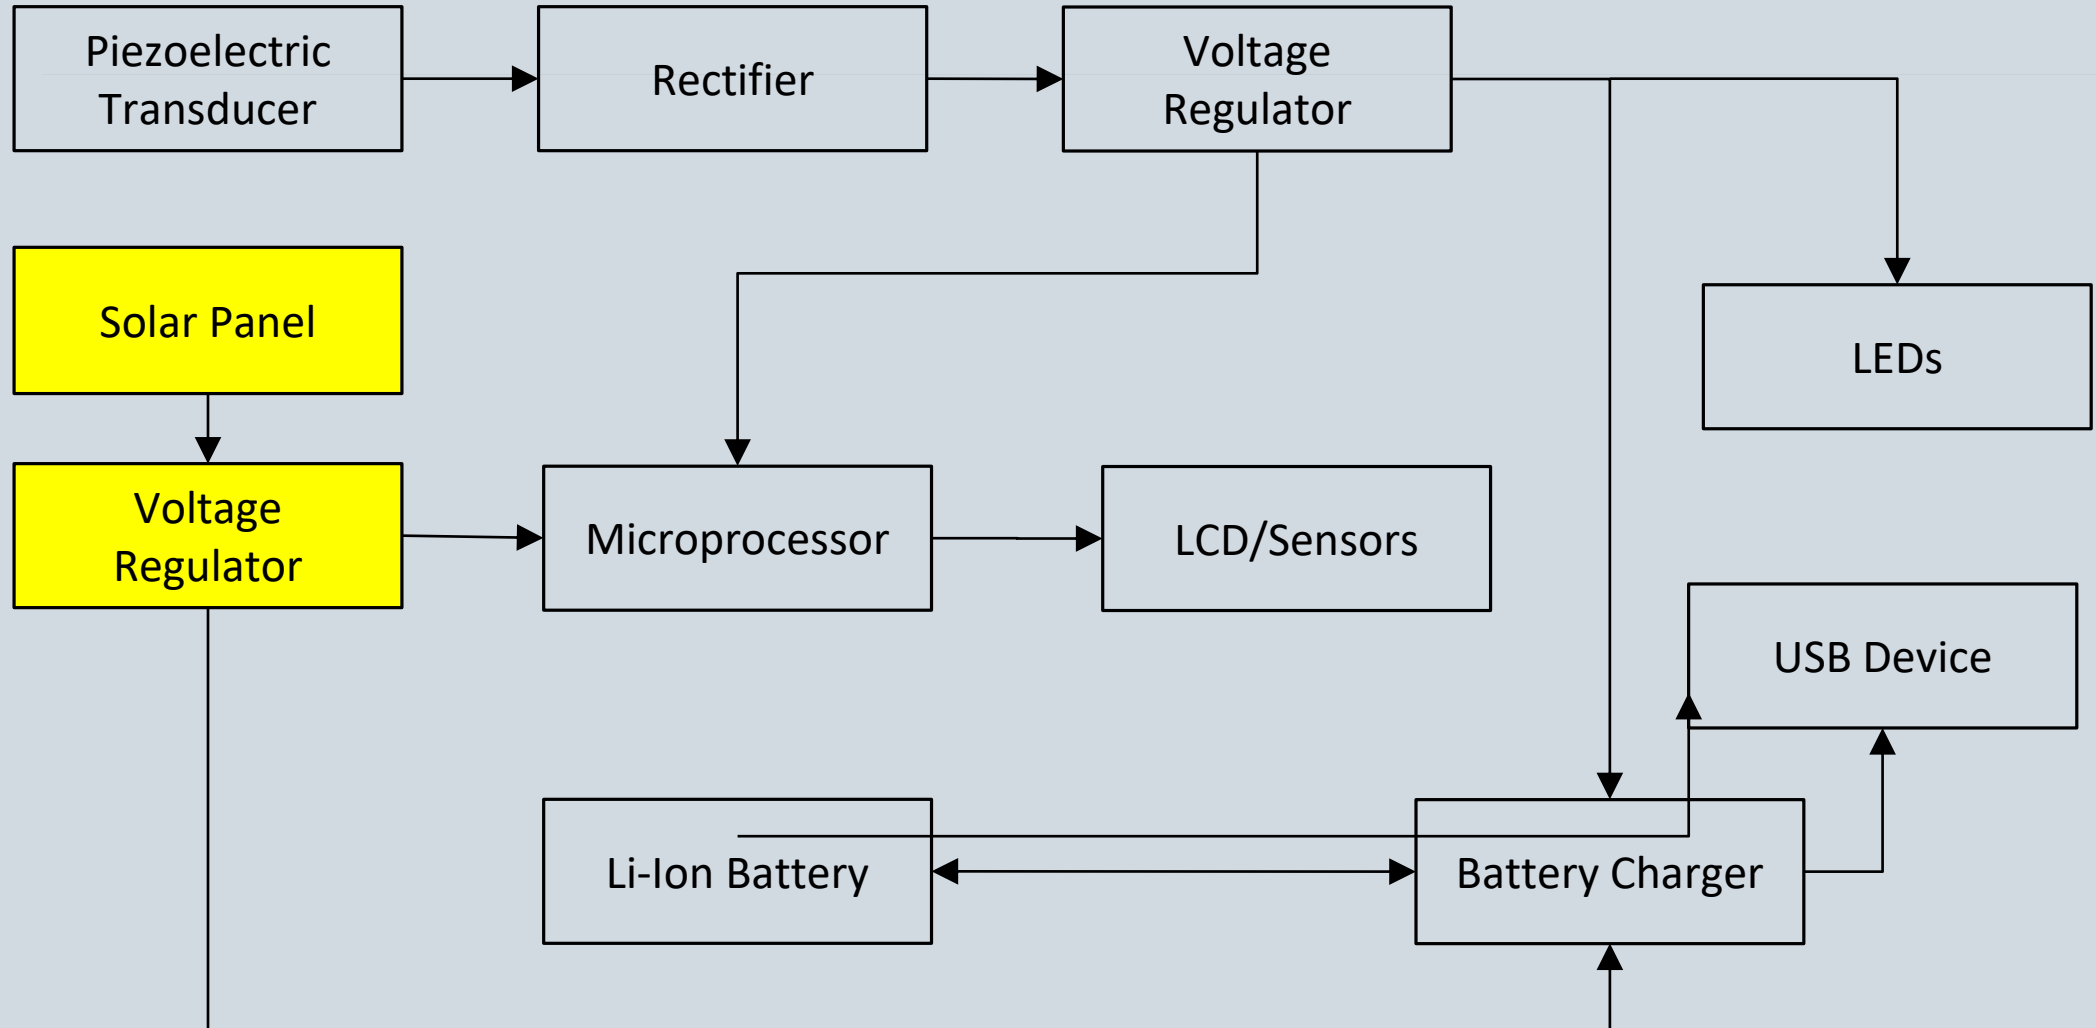 Piezoelectric
Transducer
Rectifier
Voltage
Regulator
Solar Panel
LEDs
Voltage
Regulator
Microprocessor
LCD/Sensors
USB Device
Li-Ion Battery
Battery Charger